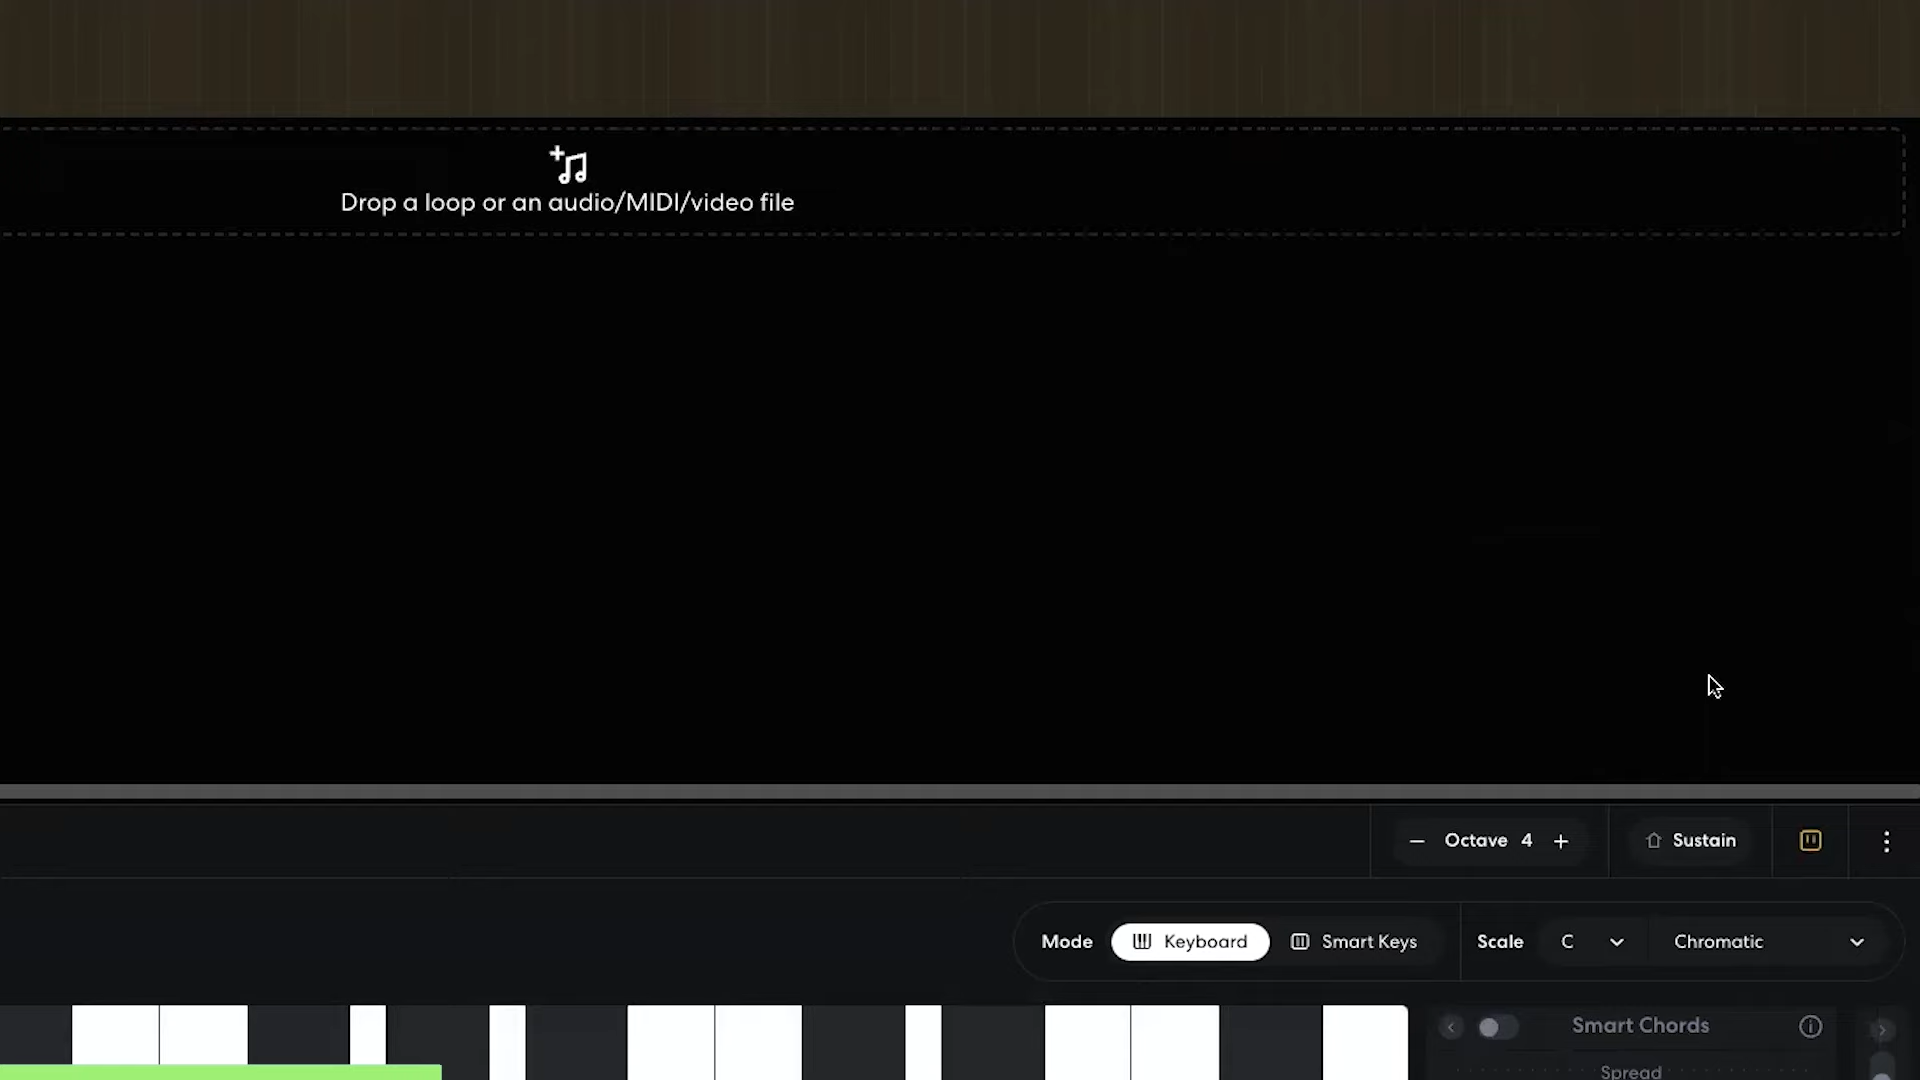 Drop a loop or an audio/MIDI/video file
Octave 4
Sustain
Mode
Keyboard
Smart Keys
Scale
C
Chromatic
Smart Chords
Spread